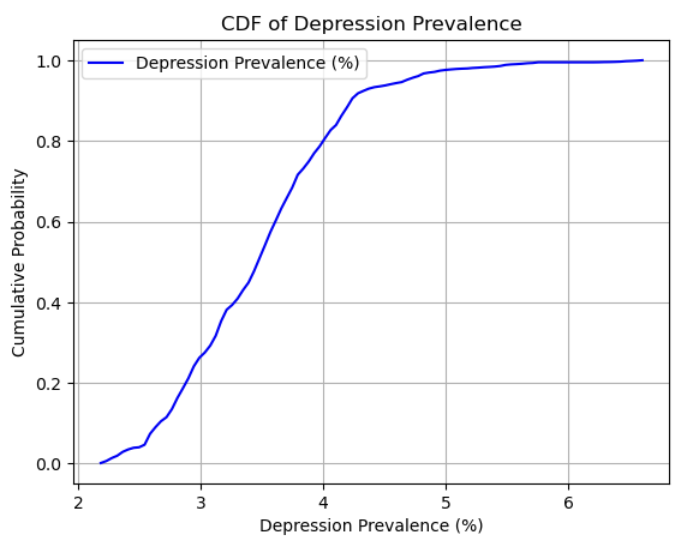 CDF of Depression Prevalence
Depression Prevalence (%)
1.0
0.8
0.6
0.4
0.2
0.0
Cumulative Probability
2 3 4 5 6
Depression Prevalence (%)